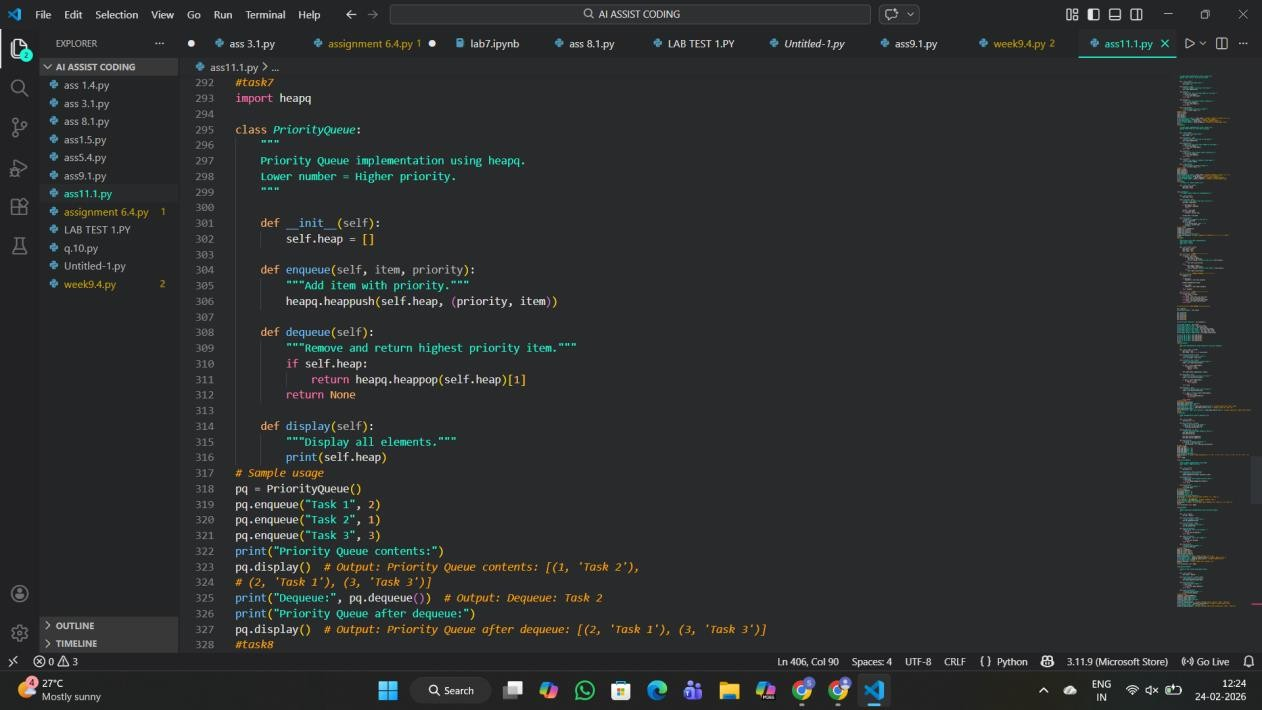 File Edit Selection View Go Run Terminal Help
AI ASSIST CODING
EXPLORER
ass 3.1.py
assignment 6.4.py 1
lab7.ipynb
ass 8.1.py
LAB TEST 1.PY
Untitled-1.py
ass9.1.py
week9.4.py 2
ass11.1.py
AI ASSIST CODING
ass 1.4.py
ass 3.1.py
ass 8.1.py
ass1.5.py
ass5.4.py
ass9.1.py
ass11.1.py
assignment 6.4.py 1
LAB TEST 1.PY
q.10.py
Untitled-1.py
week9.4.py 2
OUTLINE
TIMELINE
2
ass11.1.py > ...
292 #task7
293 import heapq
294
295 class PriorityQueue:
296 """
297 Priority Queue implementation using heapq.
298 Lower number = Higher priority.
299 """
300
301 def __init__(self):
302 self.heap = []
303
304 def enqueue(self, item, priority):
305 """Add item with priority."""
306 heapq.heappush(self.heap, (priority, item))
307
308 def dequeue(self):
309 """Remove and return highest priority item."""
310 if self.heap:
311 return heapq.heappop(self.heap)[1]
312 return None
313
314 def display(self):
315 """Display all elements."""
316 print(self.heap)
317 # Sample usage
318 pq = PriorityQueue()
319 pq.enqueue("Task 1", 2)
320 pq.enqueue("Task 2", 1)
321 pq.enqueue("Task 3", 3)
322 print("Priority Queue contents:")
323 pq.display()  # Output: Priority Queue contents: [(1, 'Task 2'),
324 # (2, 'Task 1'), (3, 'Task 3')]
325 print("Dequeue:", pq.dequeue())  # Output: Dequeue: Task 2
326 print("Priority Queue after dequeue:")
327 pq.display()  # Output: Priority Queue after dequeue: [(2, 'Task 1'), (3, 'Task 3')]
328 #task8
0 3
Ln 406, Col 90 Spaces: 4 UTF-8 CRLF { } Python 3.11.9 (Microsoft Store) Go Live
4
27°C
Mostly sunny
Search
ENG
IN
12:24
24-02-2026